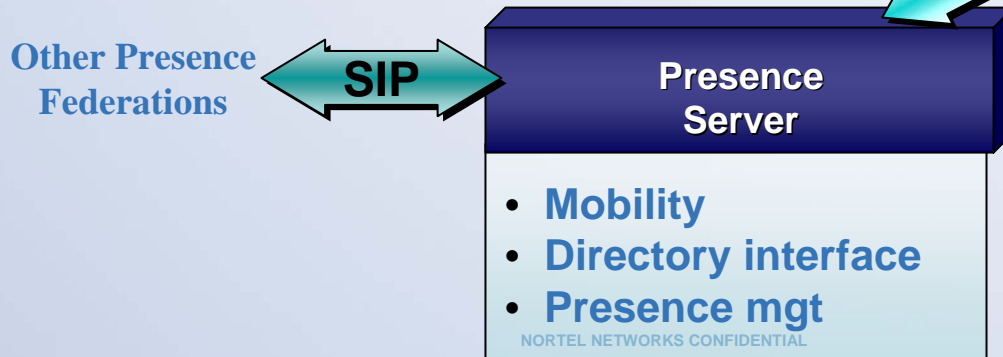 Other Presence
Federations
SIP
Presence
Server
• Mobility
• Directory interface
• Presence mgt
NORTEL NETWORKS CONFIDENTIAL